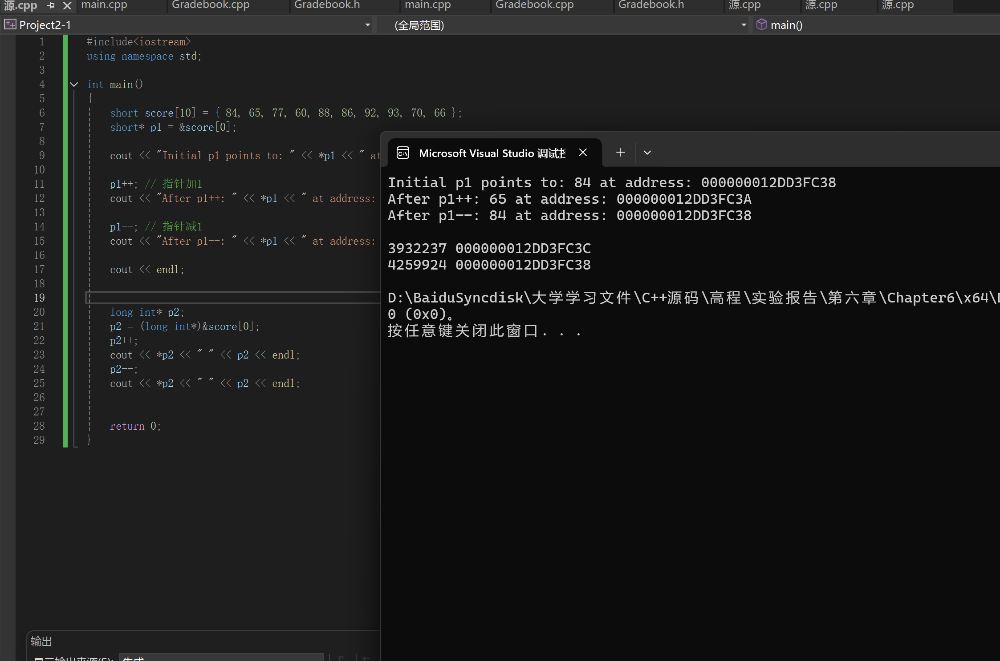 源.cpp main.cpp Gradebook.cpp Gradebook.h main.cpp Gradebook.cpp Gradebook.h 源.cpp 源.cpp 源.cpp
Project2-1 (全局范围) main()
1 #include<iostream>
2 using namespace std;
3
4 int main()
5 {
6 short score[10] = { 84, 65, 77, 60, 88, 86, 92, 93, 70, 66 };
7 short* p1 = &score[0];
8
9 cout << "Initial p1 points to: " << *p1 << " at
10
11 p1++; // 指针加1
12 cout << "After p1++: " << *p1 << " at address:
13
14 p1--; // 指针减1
15 cout << "After p1--: " << *p1 << " at address:
16
17 cout << endl;
18
19
20 long int* p2;
21 p2 = (long int*)&score[0];
22 p2++;
23 cout << *p2 << " " << p2 << endl;
24 p2--;
25 cout << *p2 << " " << p2 << endl;
26
27
28 return 0;
29 }
Microsoft Visual Studio 调试控
Initial p1 points to: 84 at address: 000000012DD3FC38
After p1++: 65 at address: 000000012DD3FC3A
After p1--: 84 at address: 000000012DD3FC38
3932237 000000012DD3FC3C
4259924 000000012DD3FC38
D:\BaiduSyncdisk\大学学习文件\C++源码\高程\实验报告\第六章\Chapter6\x64\D
0 (0x0)。
按任意键关闭此窗口. . .
输出
显示输出来源(S): 生成